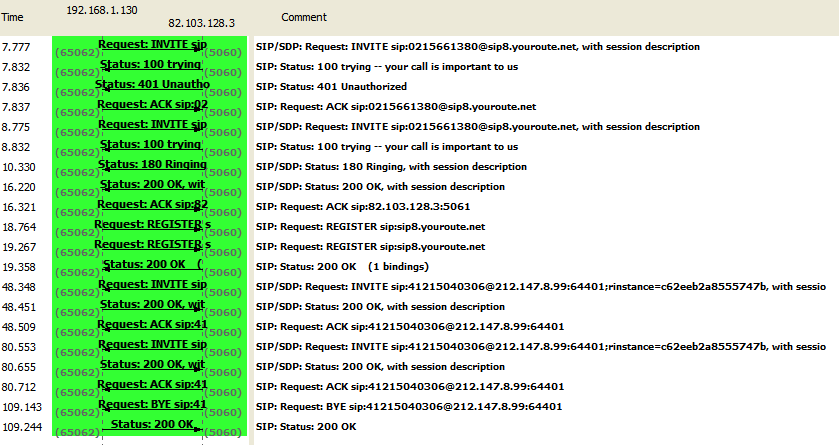 Time 192.168.1.130 82.103.128.3 Comment
7.777 Request: INVITE sip (65062) (5060) SIP/SDP: Request: INVITE sip:0215661380@sip8.youroute.net, with session description
7.832 Status: 100 trying (65062) (5060) SIP: Status: 100 trying -- your call is important to us
7.836 Status: 401 Unautho (65062) (5060) SIP: Status: 401 Unauthorized
7.837 Request: ACK sip:02 (65062) (5060) SIP: Request: ACK sip:0215661380@sip8.youroute.net
8.775 Request: INVITE sip (65062) (5060) SIP/SDP: Request: INVITE sip:0215661380@sip8.youroute.net, with session description
8.832 Status: 100 trying (65062) (5060) SIP: Status: 100 trying -- your call is important to us
10.330 Status: 180 Ringing (65062) (5060) SIP/SDP: Status: 180 Ringing, with session description
16.220 Status: 200 OK, wit (65062) (5060) SIP/SDP: Status: 200 OK, with session description
16.321 Request: ACK sip:82 (65062) (5060) SIP: Request: ACK sip:82.103.128.3:5061
18.764 Request: REGISTER s (65062) (5060) SIP: Request: REGISTER sip:sip8.youroute.net
19.267 Request: REGISTER s (65062) (5060) SIP: Request: REGISTER sip:sip8.youroute.net
19.358 Status: 200 OK ( (65062) (5060) SIP: Status: 200 OK (1 bindings)
48.348 Request: INVITE sip (65062) (5060) SIP/SDP: Request: INVITE sip:41215040306@212.147.8.99:64401;rinstance=c62eeb2a8555747b, with sessio
48.451 Status: 200 OK, wit (65062) (5060) SIP/SDP: Status: 200 OK, with session description
48.509 Request: ACK sip:41 (65062) (5060) SIP: Request: ACK sip:41215040306@212.147.8.99:64401
80.553 Request: INVITE sip (65062) (5060) SIP/SDP: Request: INVITE sip:41215040306@212.147.8.99:64401;rinstance=c62eeb2a8555747b, with sessio
80.655 Status: 200 OK, wit (65062) (5060) SIP/SDP: Status: 200 OK, with session description
80.712 Request: ACK sip:41 (65062) (5060) SIP: Request: ACK sip:41215040306@212.147.8.99:64401
109.143 Request: BYE sip:41 (65062) (5060) SIP: Request: BYE sip:41215040306@212.147.8.99:64401
109.244 Status: 200 OK (65062) (5060) SIP: Status: 200 OK